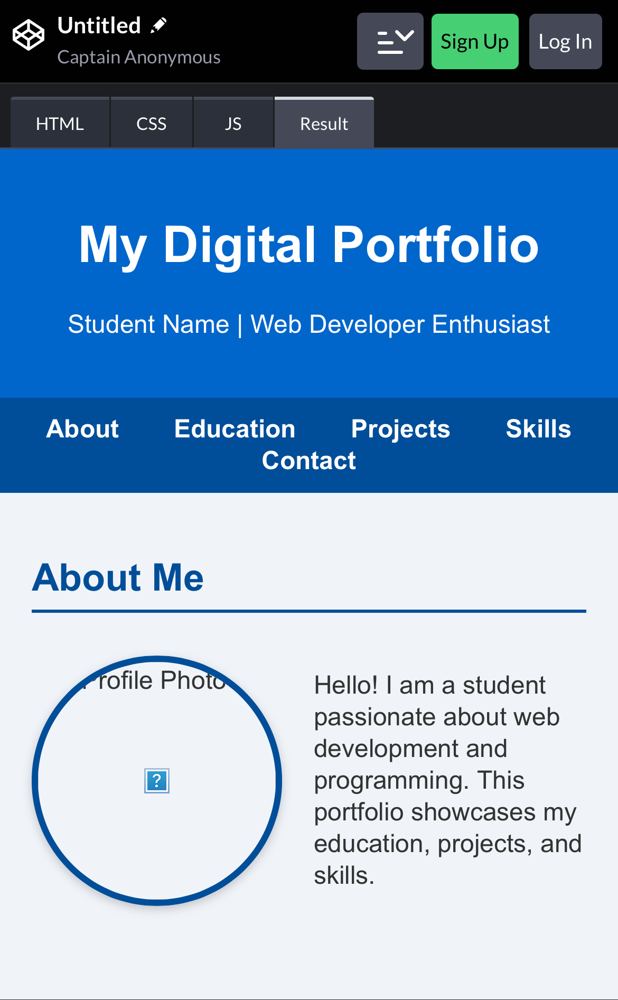 Untitled
Captain Anonymous
Sign Up
Log In
HTML CSS JS Result
My Digital Portfolio
Student Name | Web Developer Enthusiast
About Education Projects Skills
Contact
About Me
Profile Photo
?
Hello! I am a student
passionate about web
development and
programming. This
portfolio showcases my
education, projects, and
skills.